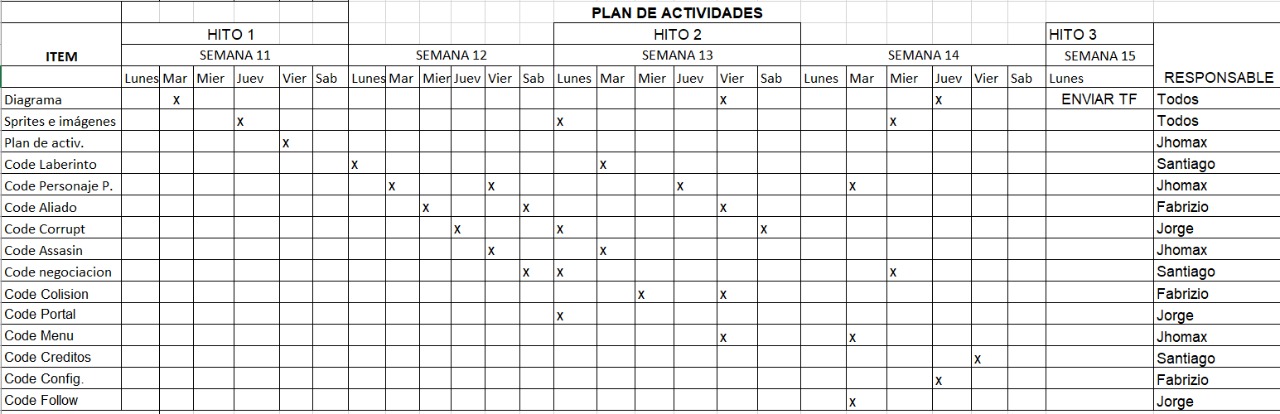 PLAN DE ACTIVIDADES
HITO 1 HITO 2 HITO 3
ITEM SEMANA 11 SEMANA 12 SEMANA 13 SEMANA 14 SEMANA 15
Lunes Mar Mier Juev Vier Sab Lunes Mar Mier Juev Vier Sab Lunes Mar Mier Juev Vier Sab Lunes Mar Mier Juev Vier Sab Lunes RESPONSABLE
Diagrama x x x ENVIAR TF Todos
Sprites e imágenes x x x Todos
Plan de activ. x Jhomax
Code Laberinto x x Santiago
Code Personaje P. x x x x Jhomax
Code Aliado x x x Fabrizio
Code Corrupt x x x Jorge
Code Assasin x x Jhomax
Code negociacion x x x Santiago
Code Colision x x Fabrizio
Code Portal x Jorge
Code Menu x x Jhomax
Code Creditos x Santiago
Code Config. x Fabrizio
Code Follow x Jorge